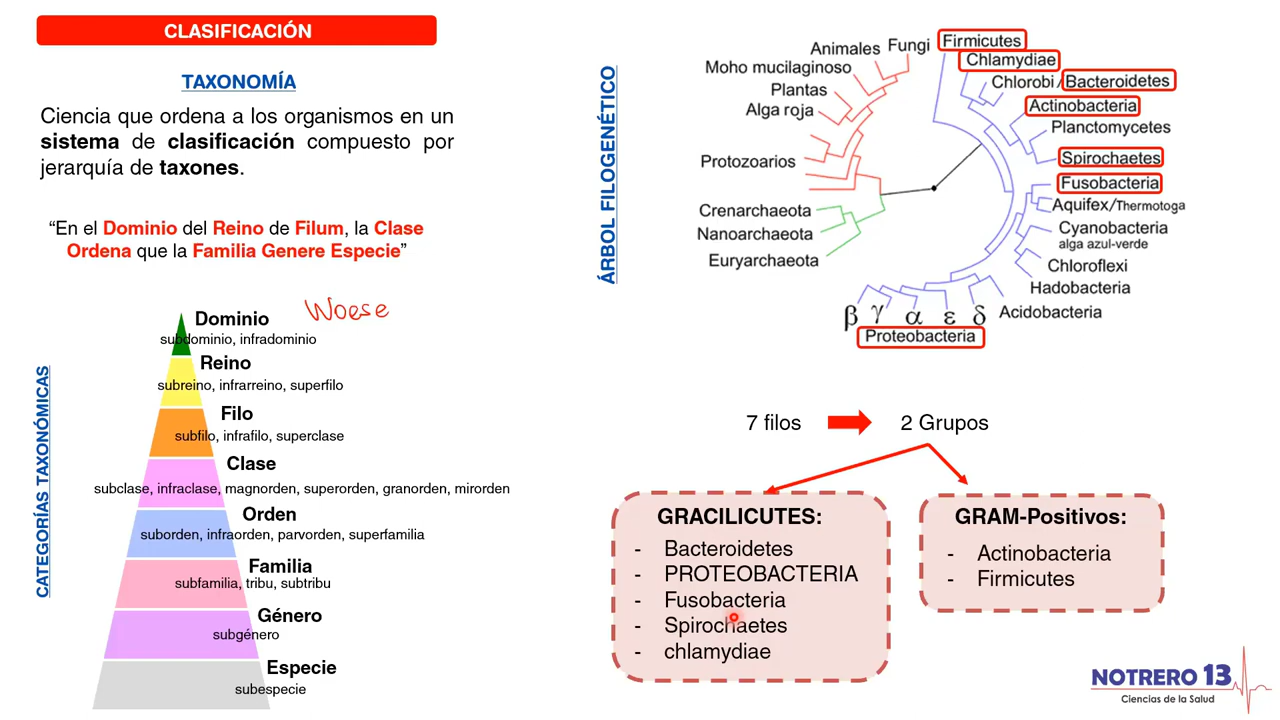 CLASIFICACIÓN
TAXONOMÍA
Ciencia que ordena a los organismos en un
sistema de clasificación compuesto por
jerarquía de taxones.
“En el Dominio del Reino de Filum, la Clase
Ordena que la Familia Genere Especie”
Woese
CATEGORÍAS TAXONÓMICAS
Dominio
subdominio, infradominio
Reino
subreino, infrarreino, superfilo
Filo
subfilo, infrafilo, superclase
Clase
subclase, infraclase, magnorden, superorden, granorden, mirorden
Orden
suborden, infraorden, parvorden, superfamilia
Familia
subfamilia, tribu, subtribu
Género
subgénero
Especie
subespecie
ÁRBOL FILOGENÉTICO
Animales
Fungi
Moho mucilaginoso
Plantas
Alga roja
Protozoarios
Crenarchaeota
Nanoarchaeota
Euryarchaeota
Firmicutes
Chlamydiae
Chlorobi/Bacteroidetes
Actinobacteria
Planctomycetes
Spirochaetes
Fusobacteria
Aquifex/Thermotoga
Cyanobacteria
alga azul-verde
Chloroflexi
Hadobacteria
Acidobacteria
β γ α ε δ
Proteobacteria
7 filos
2 Grupos
GRACILICUTES:
- Bacteroidetes
- PROTEOBACTERIA
- Fusobacteria
- Spirochaetes
- chlamydiae
GRAM-Positivos:
- Actinobacteria
- Firmicutes
NOTRERO 13
Ciencias de la Salud